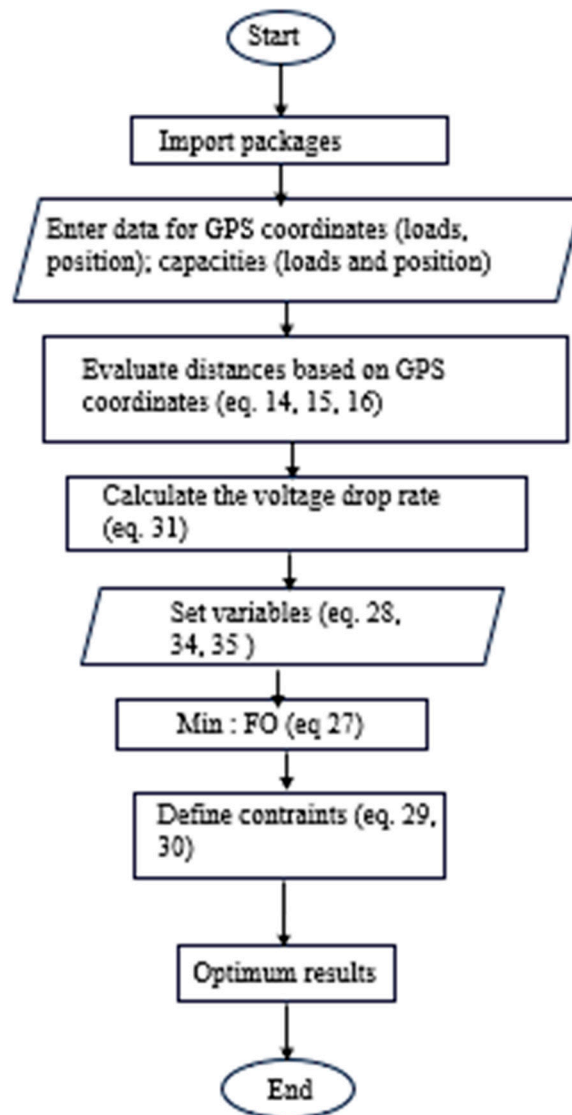 Start
Import packages
Enter data for GPS coordinates (loads,
position); capacities (loads and position)
Evaluate distances based on GPS
coordinates (eq. 14, 15, 16)
Calculate the voltage drop rate
(eq. 31)
Set variables (eq. 28,
34, 35 )
Min : FO (eq 27)
Define contraints (eq. 29,
30)
Optimum results
End